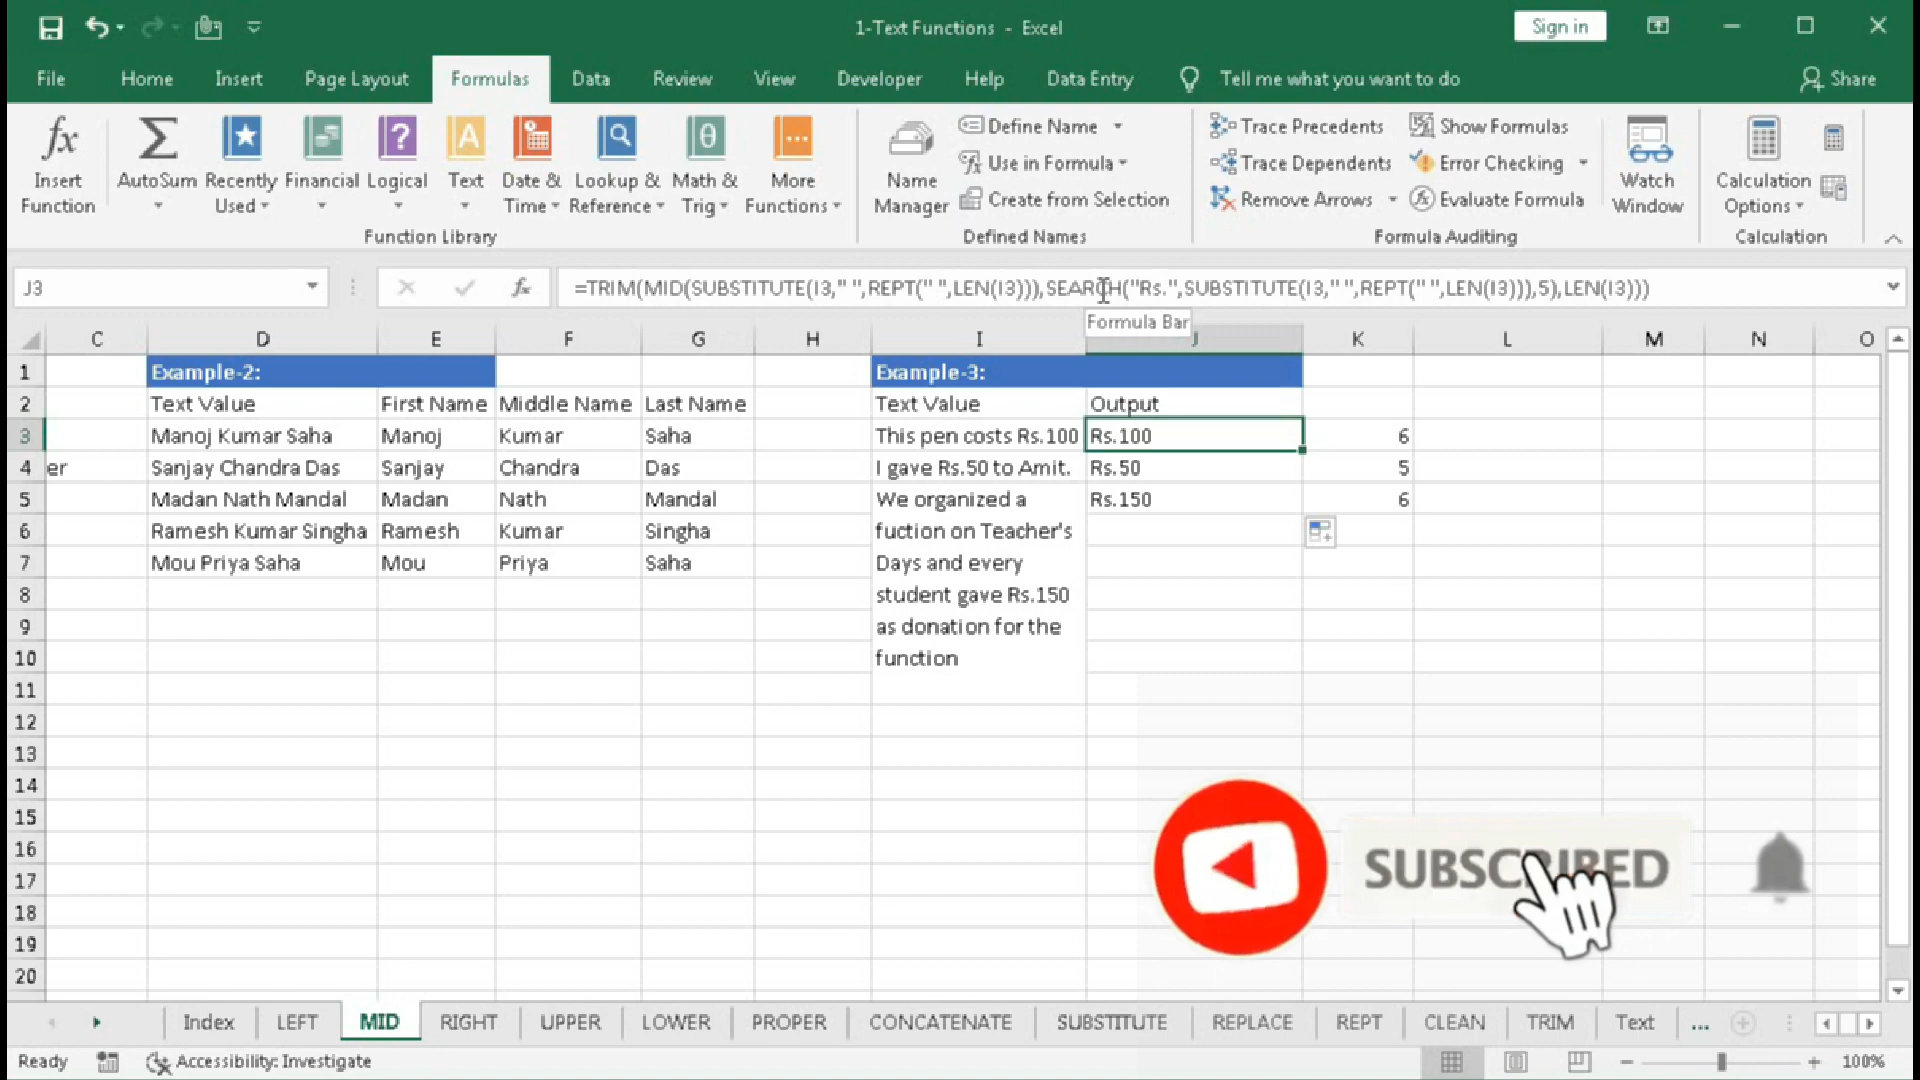 1-Text Functions - Excel
Sign in
File Home Insert Page Layout Formulas Data Review View Developer Help Data Entry Tell me what you want to do Share
Insert Function
AutoSum
Recently Used
Financial
Logical
Text
Date & Time
Lookup & Reference
Math & Trig
More Functions
Function Library
Name Manager
Define Name
Use in Formula
Create from Selection
Defined Names
Trace Precedents
Trace Dependents
Remove Arrows
Show Formulas
Error Checking
Evaluate Formula
Formula Auditing
Watch Window
Calculation Options
Calculation
J3 fx =TRIM(MID(SUBSTITUTE(I3," ",REPT(" ",LEN(I3))),SEARCH("Rs.",SUBSTITUTE(I3," ",REPT(" ",LEN(I3))),5),LEN(I3)))
Formula Bar
C D E F G H I J K L M N O
1 Example-2: Example-3:
2 Text Value First Name Middle Name Last Name Text Value Output
3 Manoj Kumar Saha Manoj Kumar Saha This pen costs Rs.100 Rs.100 6
4 er Sanjay Chandra Das Sanjay Chandra Das I gave Rs.50 to Amit. Rs.50 5
5 Madan Nath Mandal Madan Nath Mandal We organized a Rs.150 6
6 Ramesh Kumar Singha Ramesh Kumar Singha fuction on Teacher's
7 Mou Priya Saha Mou Priya Saha Days and every
8 student gave Rs.150
9 as donation for the
10 function
11
12
13
14
15
16
17
18
19
20
SUBSCRIBED
Index LEFT MID RIGHT UPPER LOWER PROPER CONCATENATE SUBSTITUTE REPLACE REPT CLEAN TRIM Text ...
Ready Accessibility: Investigate 100%